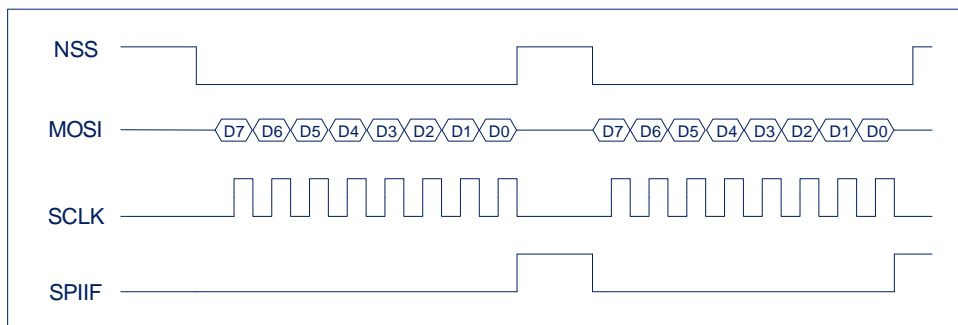 NSS
MOSI D7 D6 D5 D4 D3 D2 D1 D0 D7 D6 D5 D4 D3 D2 D1 D0
SCLK
SPIIF